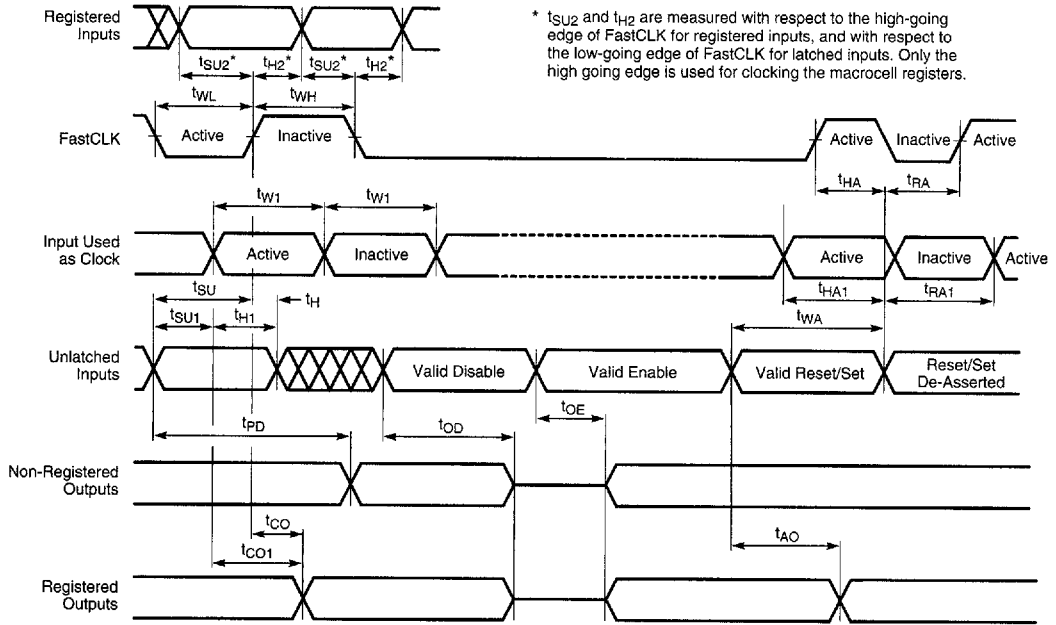 Registered
Inputs
* tSU2 and tH2 are measured with respect to the high-going
edge of FastCLK for registered inputs, and with respect to
the low-going edge of FastCLK for latched inputs. Only the
high going edge is used for clocking the macrocell registers.
tSU2* tH2* tSU2* tH2*
tWL tWH
FastCLK
Active Inactive Active Inactive Active
tHA tRA
tW1 tW1
Input Used
as Clock
Active Inactive Active Inactive Active
tSU tH tHA1 tRA1
tSU1 tH1 tWA
Unlatched
Inputs
Valid Disable Valid Enable Valid Reset/Set Reset/Set
De-Asserted
tPD tOD tOE
Non-Registered
Outputs
tCO tAO
tCO1
Registered
Outputs